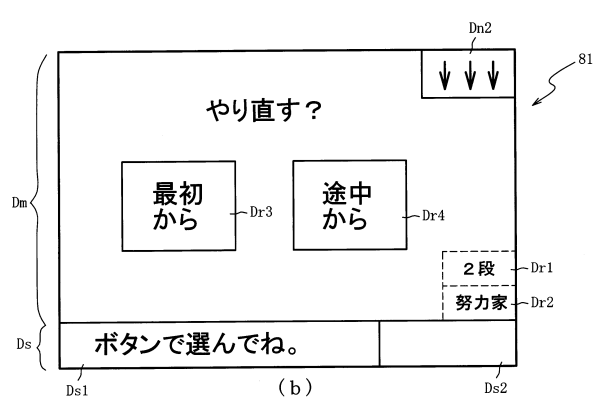 Dn2
81
やり直す？
Dm
最初
から
Dr3
途中
から
Dr4
２段
Dr1
努力家
Dr2
Ds
ボタンで選んでね。
Ds1
(b)
Ds2